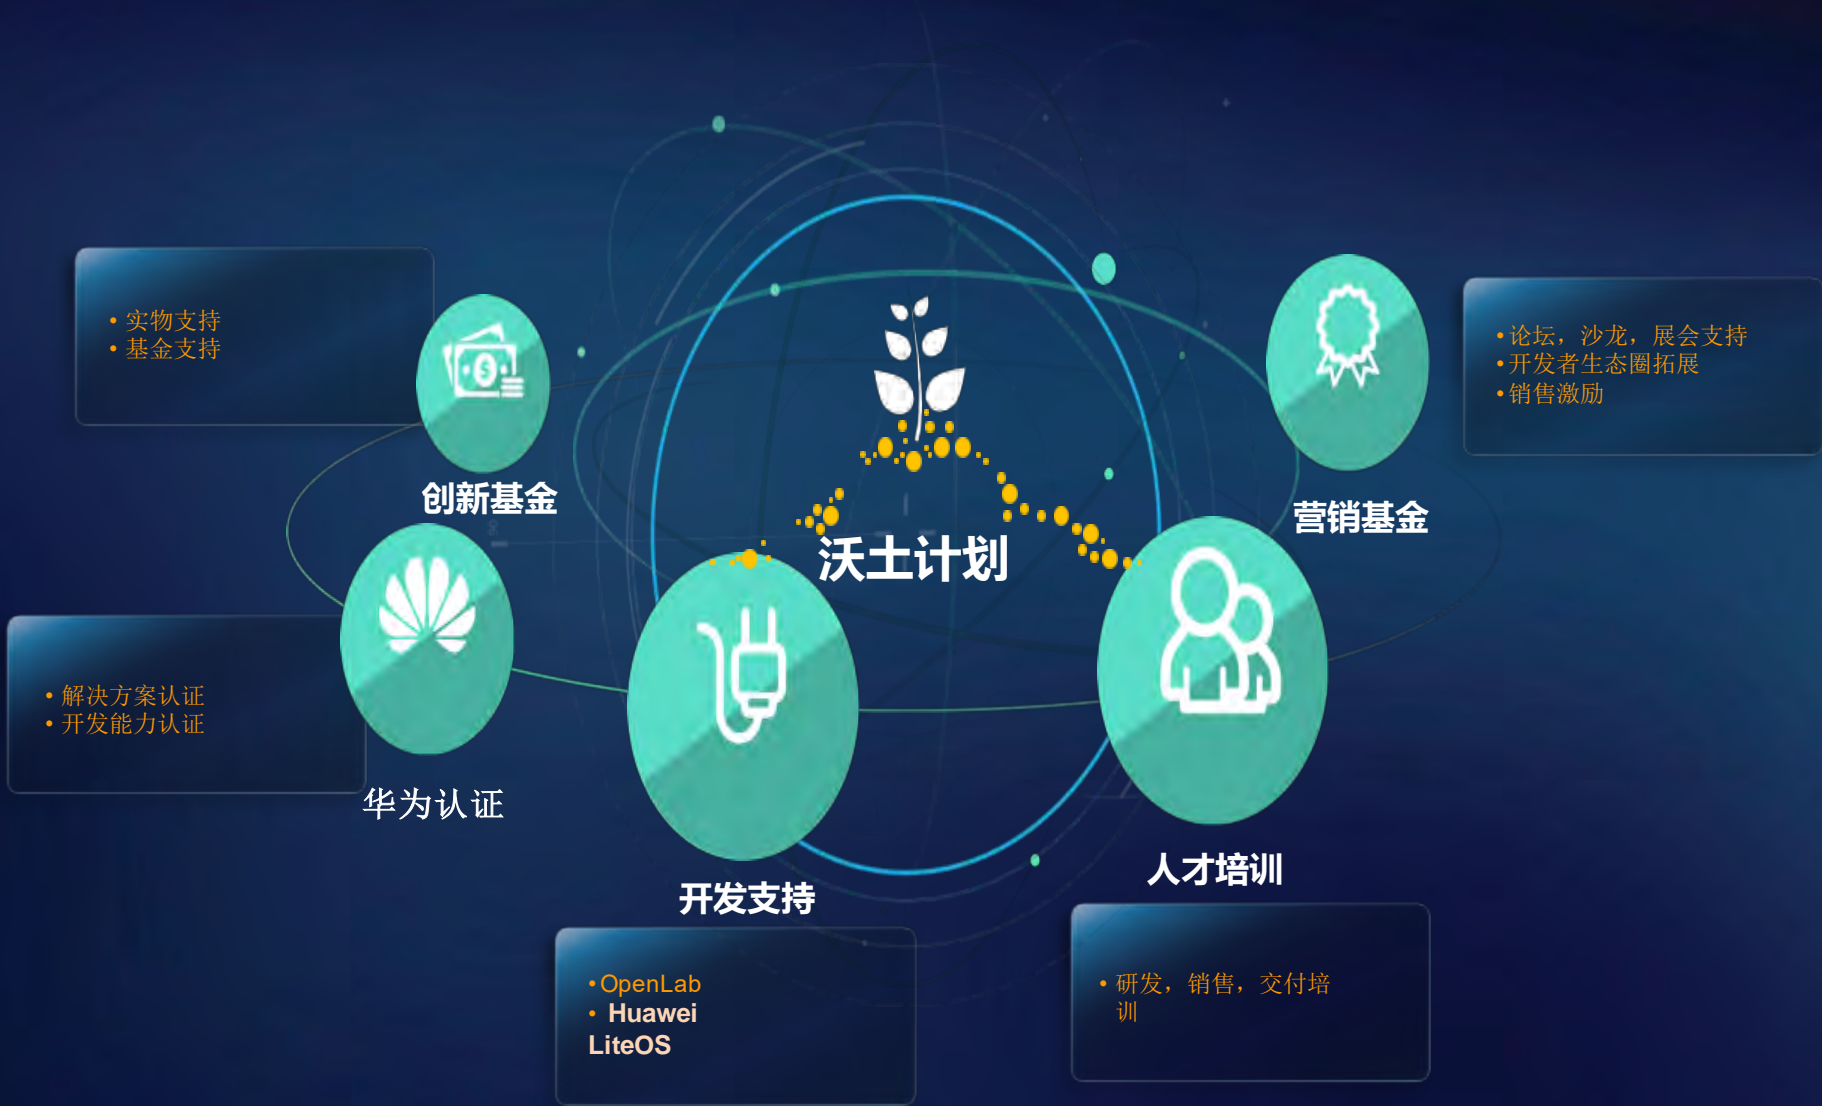 • 实物支持
• 基金支持
创新基金
• 论坛，沙龙，展会支持
• 开发者生态圈拓展
• 销售激励
营销基金
沃土计划
• 解决方案认证
• 开发能力认证
华为认证
开发支持
• OpenLab
• Huawei
LiteOS
人才培训
• 研发，销售，交付培
训